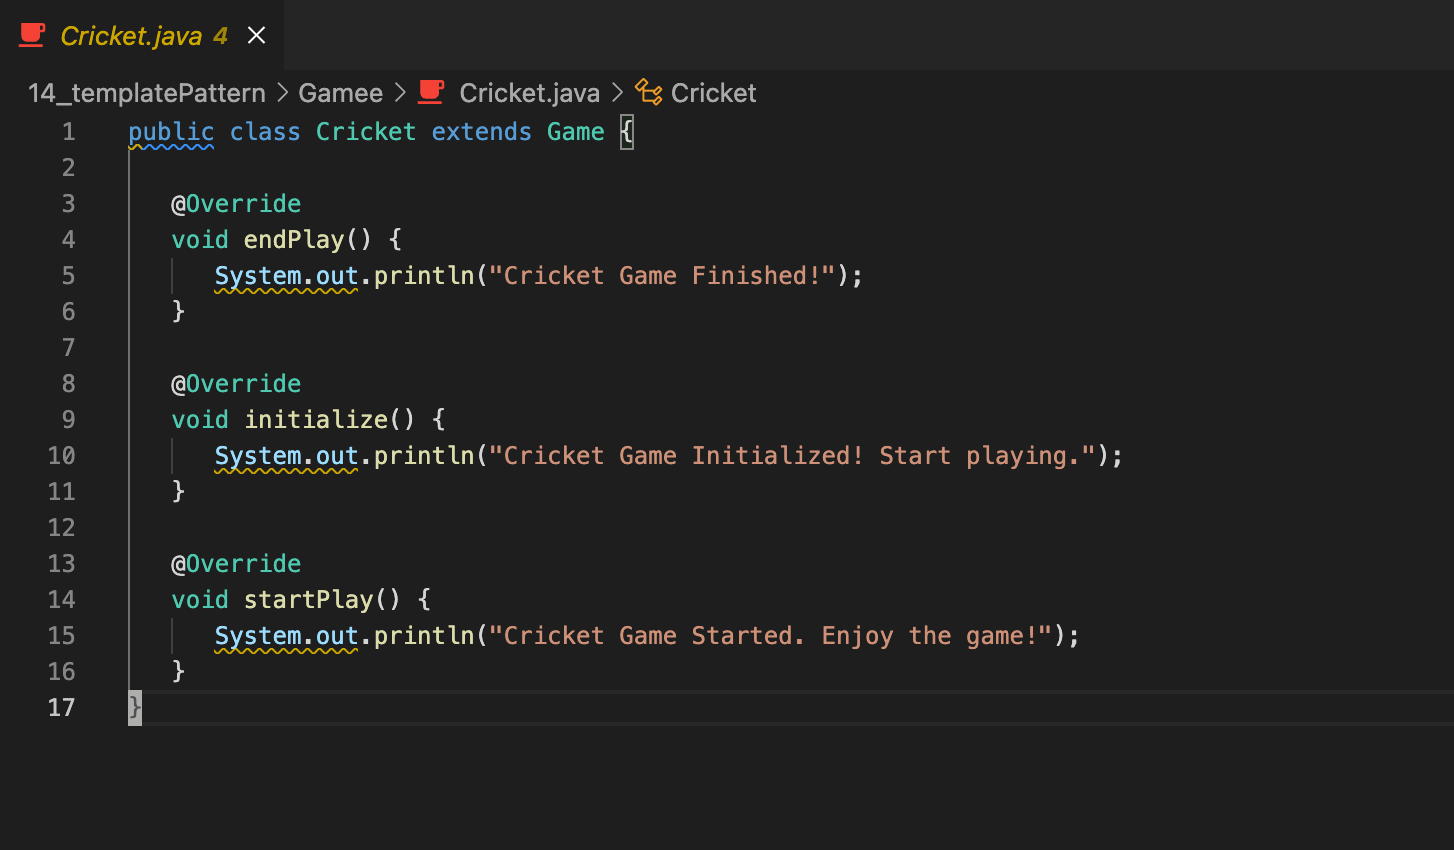 Cricket.java 4
14_templatePattern > Gamee > Cricket.java > Cricket
1 public class Cricket extends Game {
2
3 @Override
4 void endPlay() {
5 System.out.println("Cricket Game Finished!");
6 }
7
8 @Override
9 void initialize() {
10 System.out.println("Cricket Game Initialized! Start playing.");
11 }
12
13 @Override
14 void startPlay() {
15 System.out.println("Cricket Game Started. Enjoy the game!");
16 }
17 }